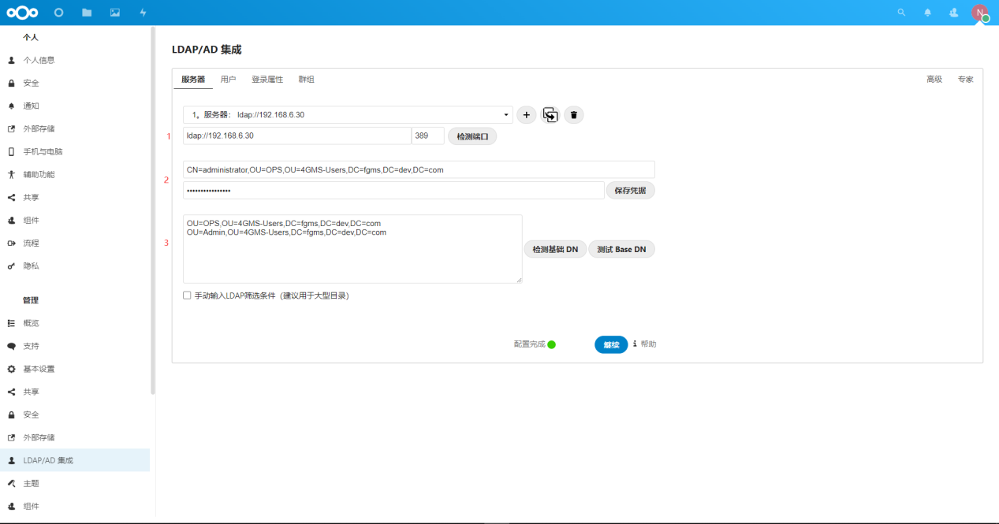 N
个人
个人信息
安全
通知
外部存储
手机与电脑
辅助功能
共享
组件
流程
隐私
管理
概览
支持
基本设置
共享
安全
外部存储
LDAP/AD 集成
主题
组件
LDAP/AD 集成
服务器 用户 登录属性 群组 高级 专家
1。服务器： ldap://192.168.6.30
1 ldap://192.168.6.30 389 检测端口
2 CN=administrator,OU=OPS,OU=4GMS-Users,DC=fgms,DC=dev,DC=com
•••••••••••••••• 保存凭据
OU=OPS,OU=4GMS-Users,DC=fgms,DC=dev,DC=com
OU=Admin,OU=4GMS-Users,DC=fgms,DC=dev,DC=com
3 检测基础 DN 测试 Base DN
手动输入LDAP筛选条件（建议用于大型目录）
配置完成 继续 i 帮助